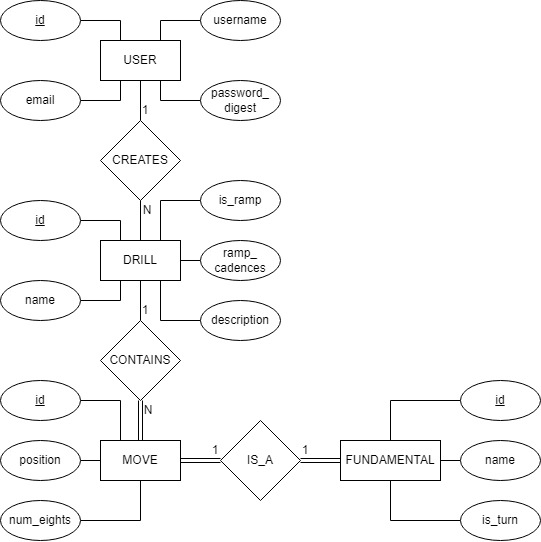 id
username
USER
email
password_
digest
1
CREATES
N
id
is_ramp
DRILL
ramp_
cadences
name
description
1
CONTAINS
N
id
id
position
MOVE
1
IS_A
1
FUNDAMENTAL
name
num_eights
is_turn